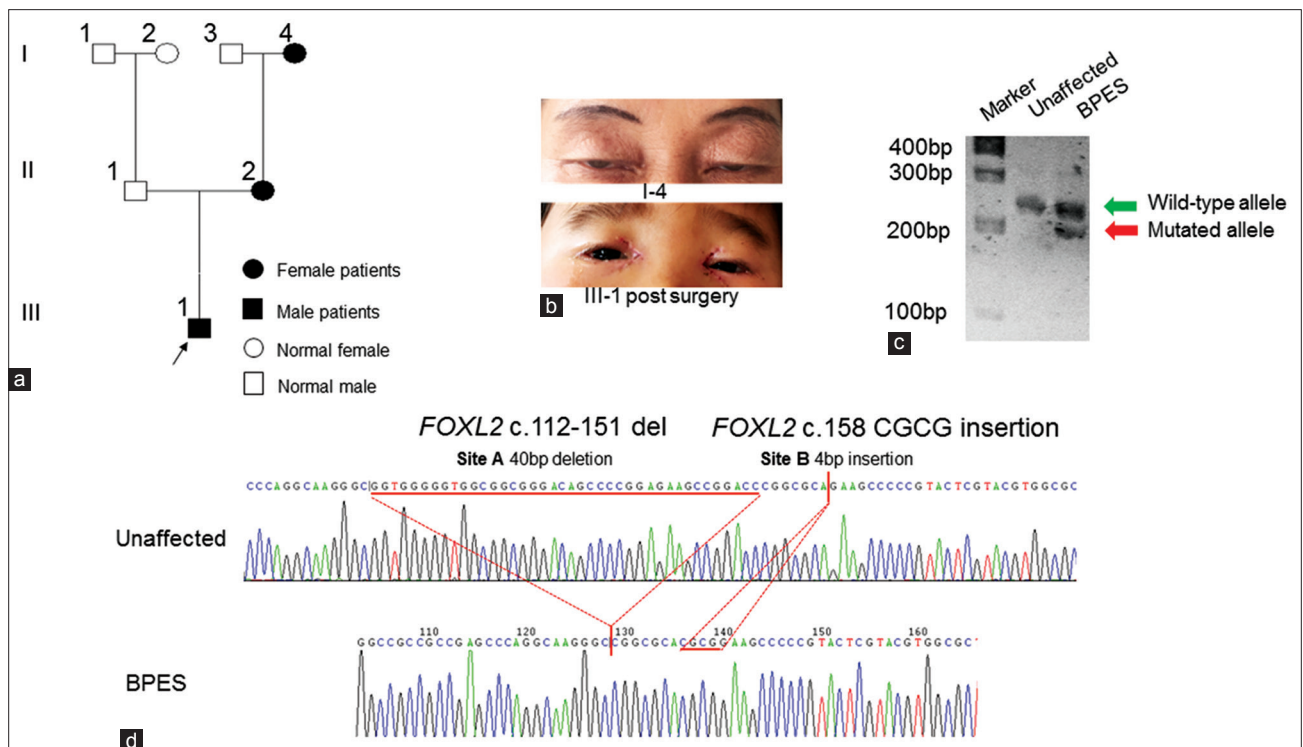 1 2 3 4
I
1 2
II
1
III
Female patients
Male patients
Normal female
Normal male
a
I-4
III-1 post surgery
b
Marker Unaffected BPES
400bp
300bp
200bp
100bp
Wild-type allele
Mutated allele
c
FOXL2 c.112-151 del FOXL2 c.158 CGCG insertion
Site A 40bp deletion Site B 4bp insertion
CCCAGGCAAGGGCGGTGGGGGTGGCGGCGGGACAGCCCCGGAGAAGCCGGACCCGGCGCAGAAGCCCCCGTACTCGTACGTGGCGC
Unaffected
110 120 130 140 150 160
GGCCGCCGCCGAGCCCAGGCAAGGGCCGGCGCACGCGGAAGCCCCCGTACTCGTACGTGGCGC
BPES
d